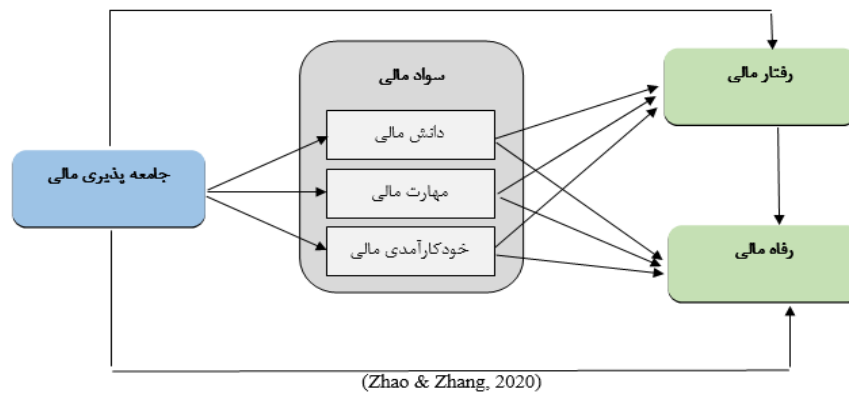 سواد مالی
رفتار مالی
دانش مالی
جامعه پذیری مالی
مهارت مالی
خودکارآمدی مالی
رفاه مالی
(Zhao & Zhang, 2020)